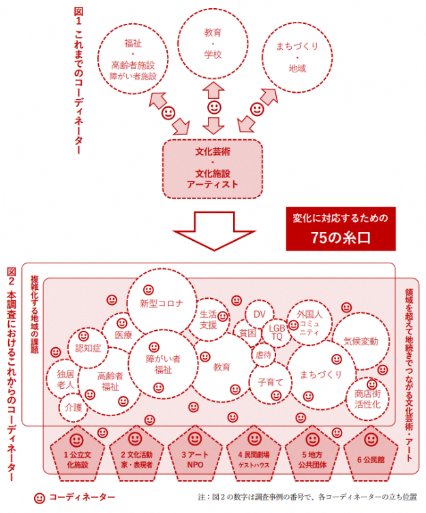 図1 これまでのコーディネーター
福祉
・
高齢者施設
障がい者施設
教育
・
学校
まちづくり
・
地域
文化芸術
・
文化施設
アーティスト
変化に対応するための
75の糸口
図2 本調査におけるこれからのコーディネーター
複雑化する地域の課題
領域を超えて地続きでつながる文化芸術・アート
新型コロナ
医療
認知症
独居
老人
介護
高齢者
福祉
障がい者
福祉
生活
支援
教育
貧困
DV
LGB
TQ
虐待
子育て
外国人
コミュ
ニティ
まちづくり
気候変動
商店街
活性化
1 公立文
化施設
2 文化活動
家・表現者
3 アート
NPO
4 民間劇場
ゲストハウス
5 地方
公共団体
6 公民館
コーディネーター
注：図2の数字は調査事例の番号で、各コーディネーターの立ち位置